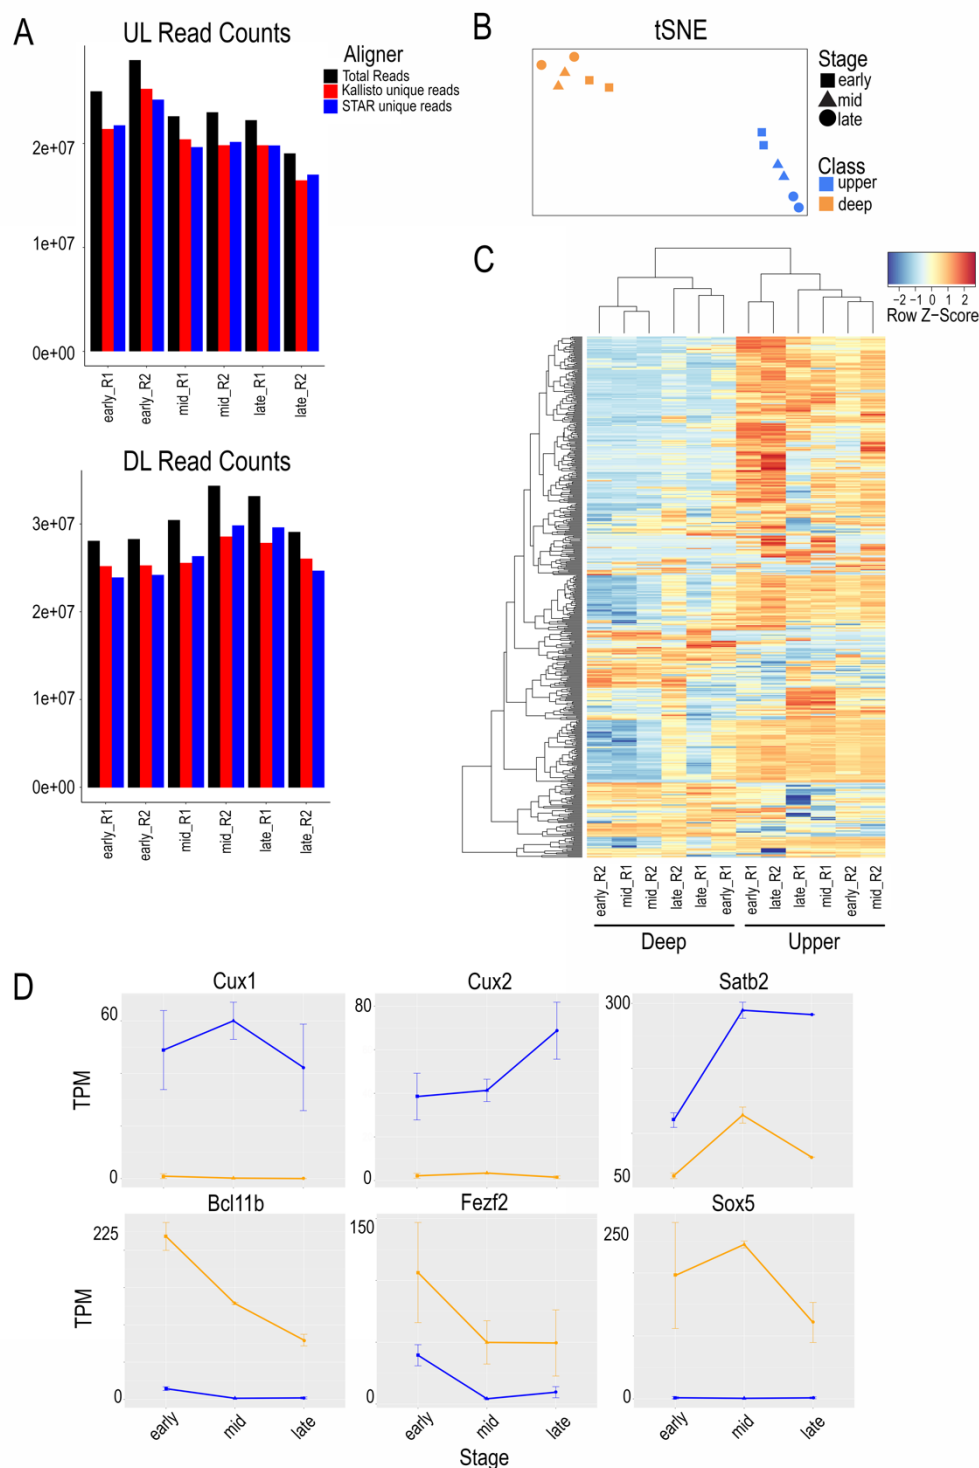 A
UL Read Counts
Aligner
Total Reads
Kallisto unique reads
STAR unique reads
2e+07
1e+07
0e+00
early_R1
early_R2
mid_R1
mid_R2
late_R1
late_R2
DL Read Counts
3e+07
2e+07
1e+07
0e+00
early_R1
early_R2
mid_R1
mid_R2
late_R1
late_R2
B
tSNE
Stage
early
mid
late
Class
upper
deep
C
-2 -1 0 1 2
Row Z-Score
early_R2
mid_R1
mid_R2
late_R2
late_R1
early_R1
early_R1
late_R2
late_R1
mid_R1
early_R2
mid_R2
Deep
Upper
D
Cux1
Cux2
Satb2
60
0
80
0
300
50
TPM
Bcl11b
Fezf2
Sox5
225
0
150
0
250
0
TPM
early
mid
late
early
mid
late
early
mid
late
Stage